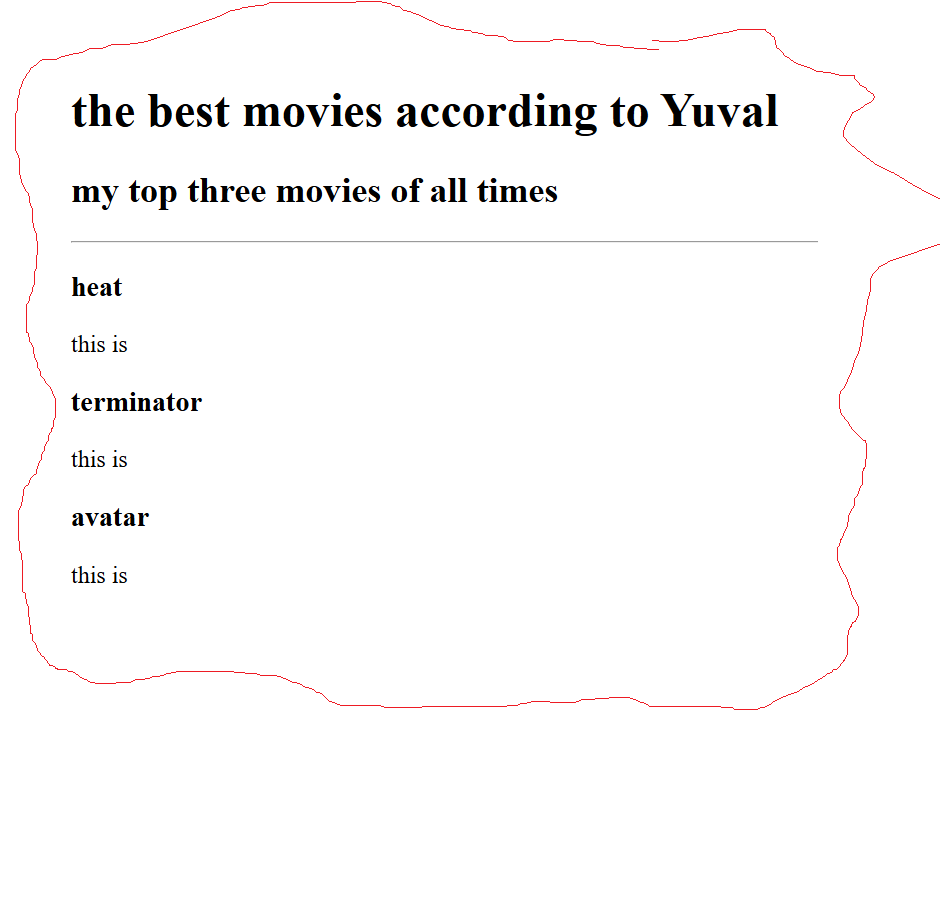 the best movies according to Yuval
my top three movies of all times
heat
this is
terminator
this is
avatar
this is